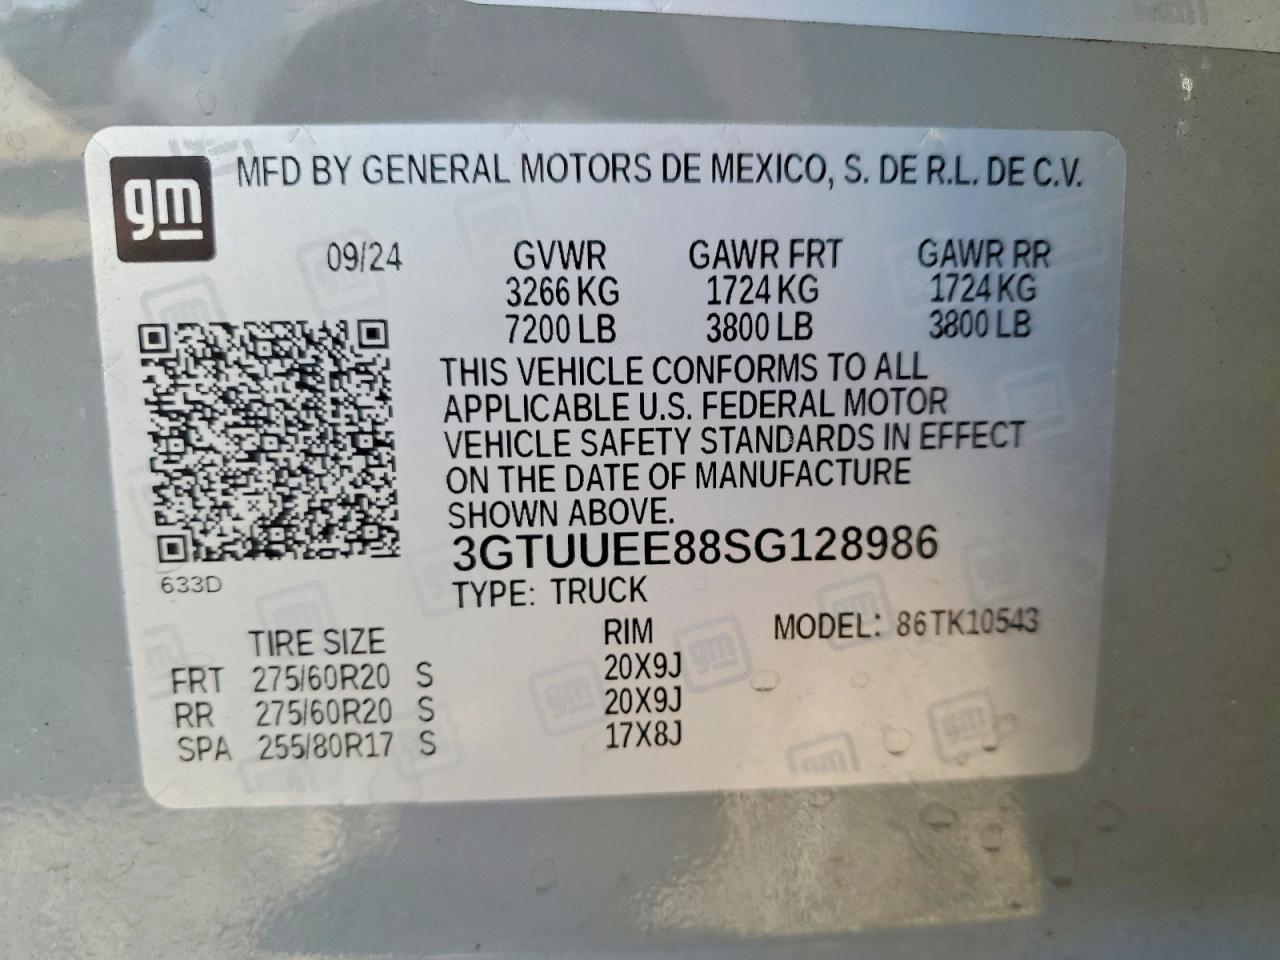 gm
MFD BY GENERAL MOTORS DE MEXICO, S. DE R.L. DE C.V.
09/24 GVWR GAWR FRT GAWR RR
3266 KG 1724 KG 1724 KG
7200 LB 3800 LB 3800 LB
THIS VEHICLE CONFORMS TO ALL
APPLICABLE U.S. FEDERAL MOTOR
VEHICLE SAFETY STANDARDS IN EFFECT
ON THE DATE OF MANUFACTURE
SHOWN ABOVE.
3GTUUEE88SG128986
633D
TYPE: TRUCK
TIRE SIZE RIM MODEL: 86TK10543
FRT 275/60R20 S 20X9J
RR 275/60R20 S 20X9J
SPA 255/80R17 S 17X8J